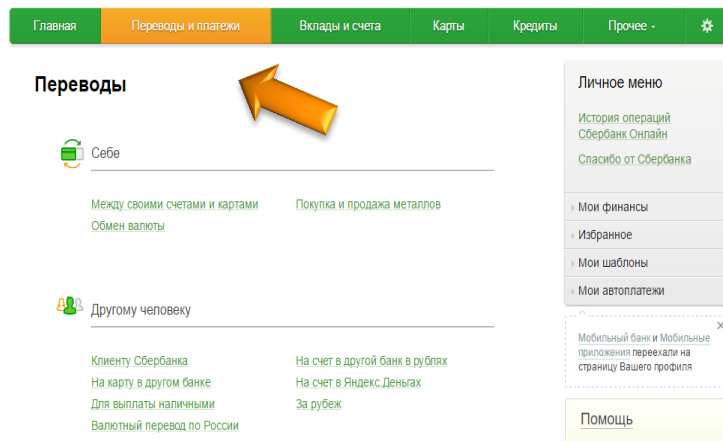 Главная Переводы и платежи Вклады и счета Карты Кредиты Прочее
Переводы
Себе
Между своими счетами и картами Покупка и продажа металлов
Обмен валюты
Другому человеку
Клиенту Сбербанка На счет в другой банк в рублях
На карту в другом банке На счет в Яндекс.Деньгах
Для выплаты наличными За рубеж
Валютный перевод по России
Личное меню
История операций
Сбербанк Онлайн
Спасибо от Сбербанка
Мои финансы
Избранное
Мои шаблоны
Мои автоплатежи
Мобильный банк и Мобильные
приложения переехали на
страницу Вашего профиля
Помощь